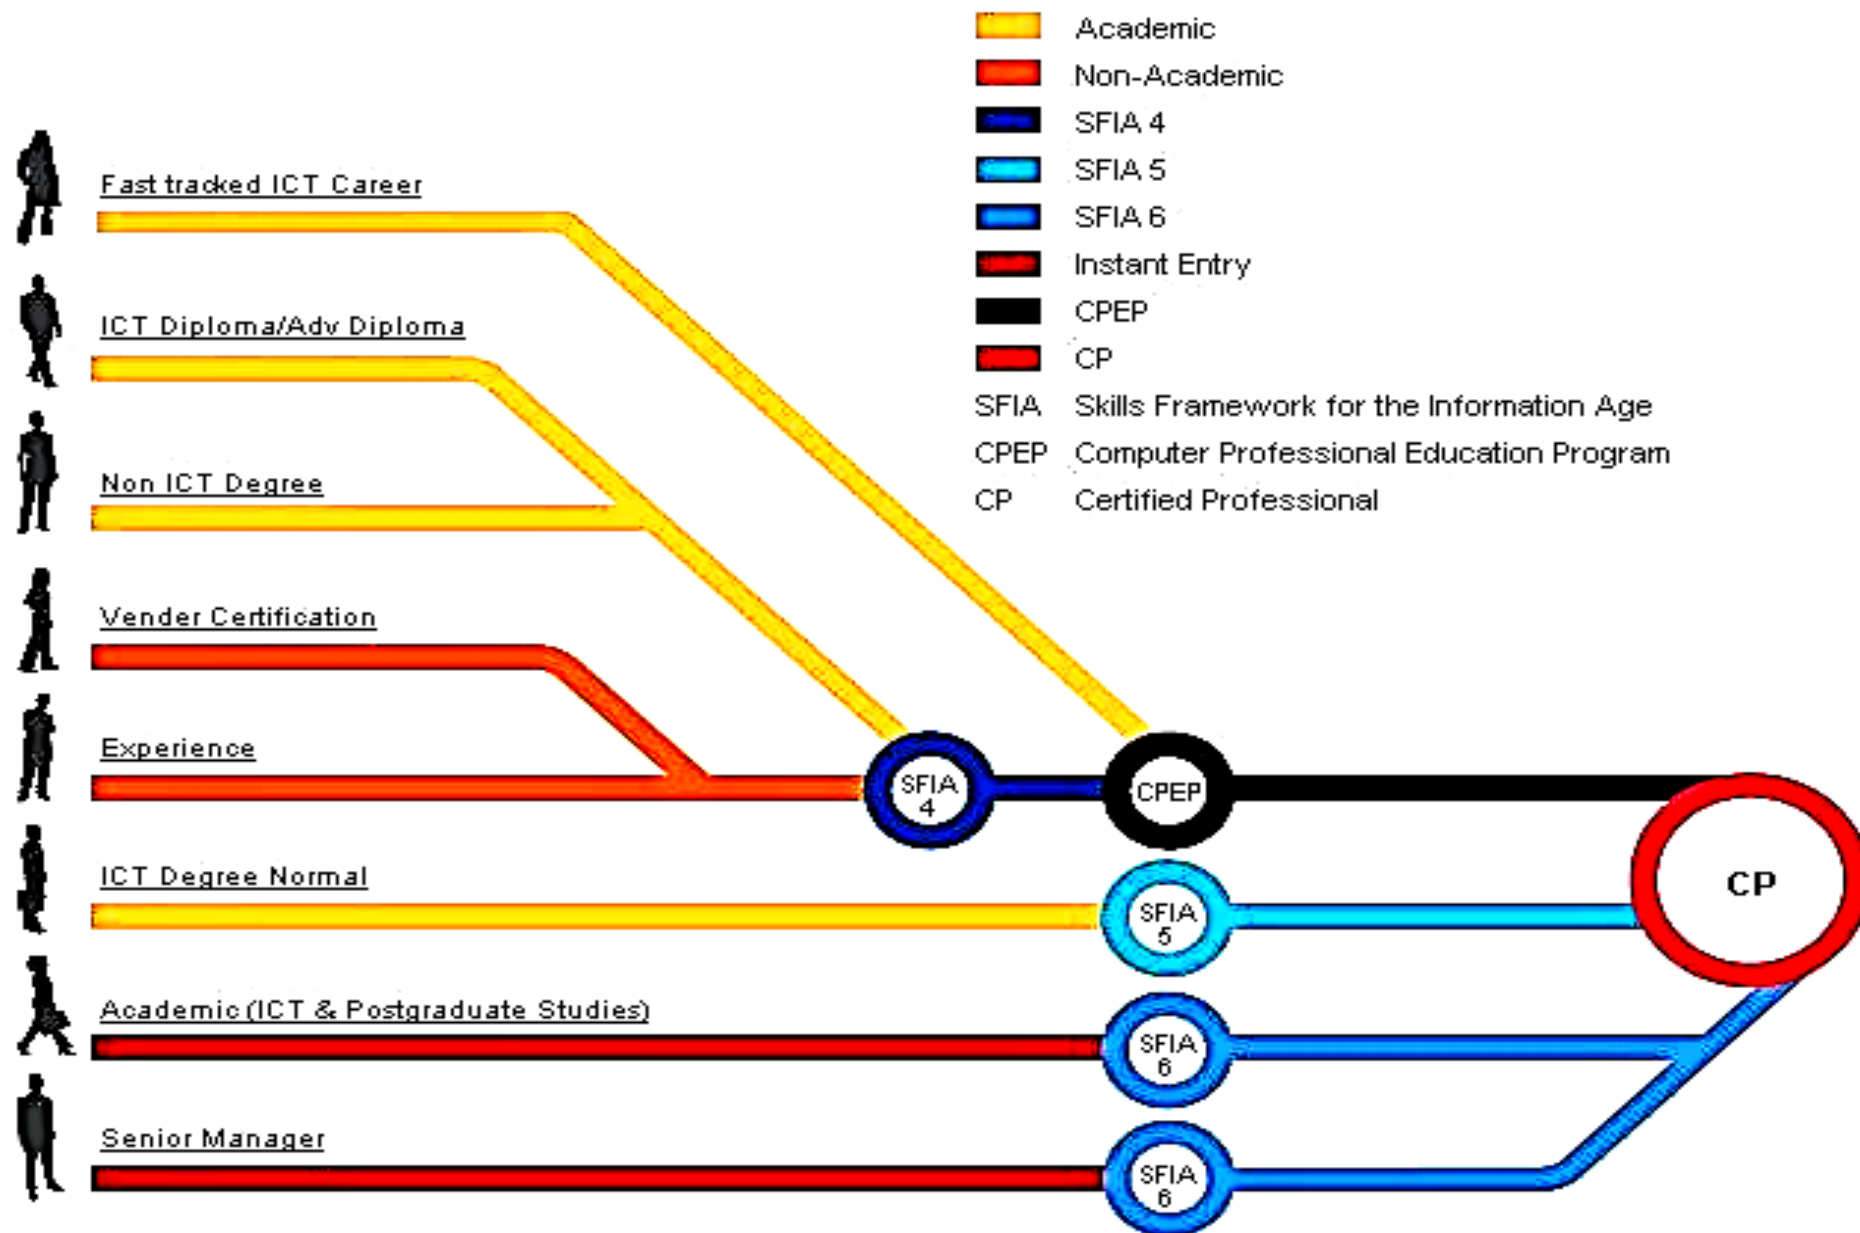 Academic
Non-Academic
SFIA 4
SFIA 5
SFIA 6
Instant Entry
CPEP
CP
SFIA Skills Framework for the Information Age
CPEP Computer Professional Education Program
CP Certified Professional
Fast tracked ICT Career
ICT Diploma/Adv Diploma
Non ICT Degree
Vender Certification
Experience
SFIA
4
CPEP
ICT Degree Normal
SFIA
5
CP
Academic (ICT & Postgraduate Studies)
SFIA
6
Senior Manager
SFIA
6